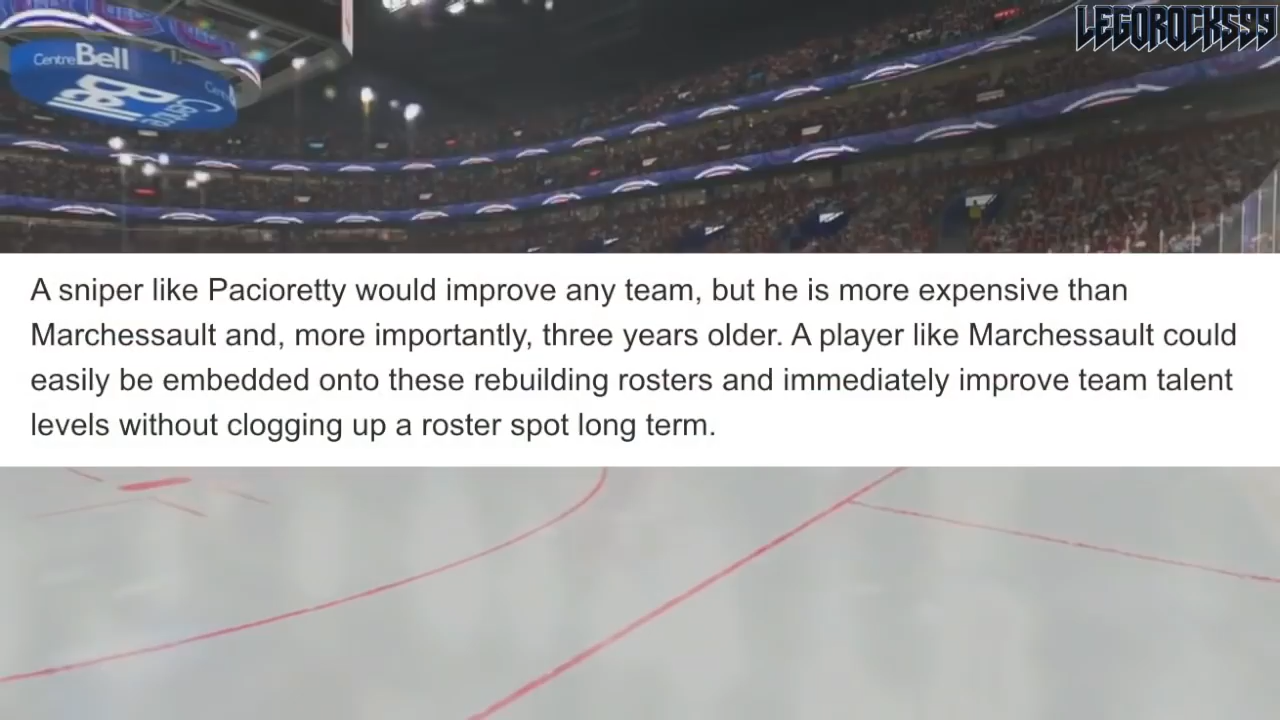 LEGOROCKS99
Centre Bell
A sniper like Pacioretty would improve any team, but he is more expensive than
Marchessault and, more importantly, three years older. A player like Marchessault could
easily be embedded onto these rebuilding rosters and immediately improve team talent
levels without clogging up a roster spot long term.